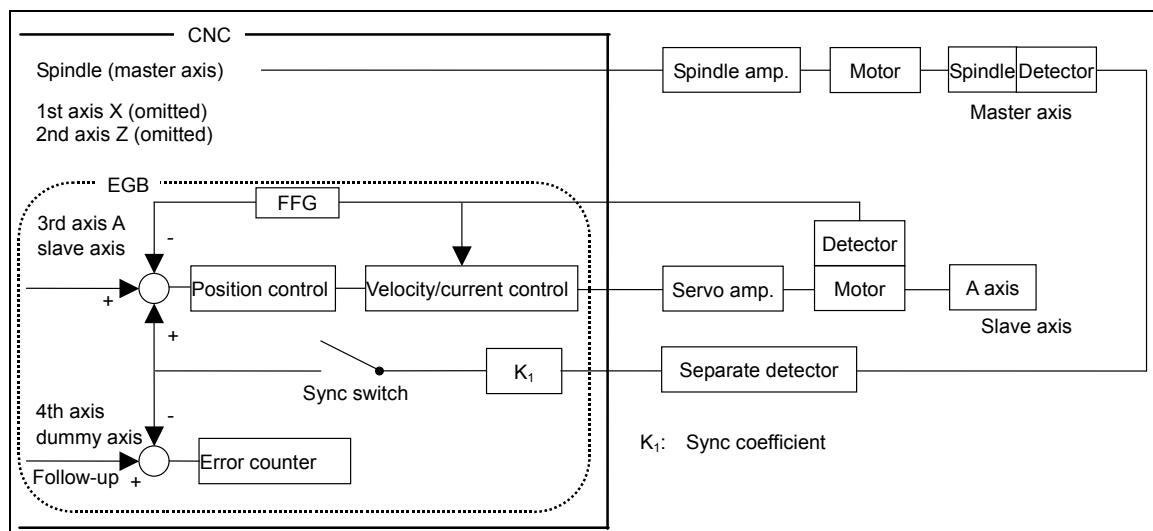 CNC
Spindle (master axis)
Spindle amp.
Motor
Spindle
Detector
Master axis
1st axis X (omitted)
2nd axis Z (omitted)
EGB
FFG
3rd axis A
slave axis
-
+
+
Position control
Velocity/current control
Detector
Servo amp.
Motor
A axis
Slave axis
Sync switch
K₁
Separate detector
4th axis
dummy axis
-
Follow-up
+
Error counter
K₁: Sync coefficient